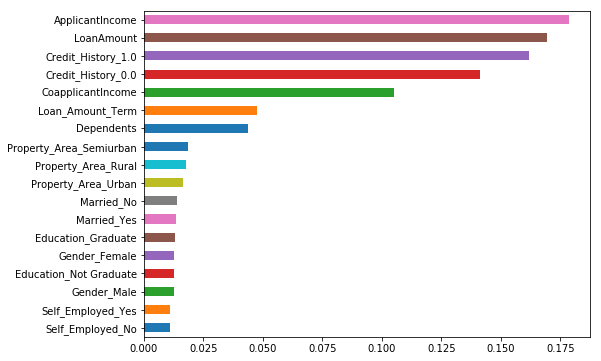 ApplicantIncome
LoanAmount
Credit_History_1.0
Credit_History_0.0
CoapplicantIncome
Loan_Amount_Term
Dependents
Property_Area_Semiurban
Property_Area_Rural
Property_Area_Urban
Married_No
Married_Yes
Education_Graduate
Gender_Female
Education_Not Graduate
Gender_Male
Self_Employed_Yes
Self_Employed_No
0.000 0.025 0.050 0.075 0.100 0.125 0.150 0.175